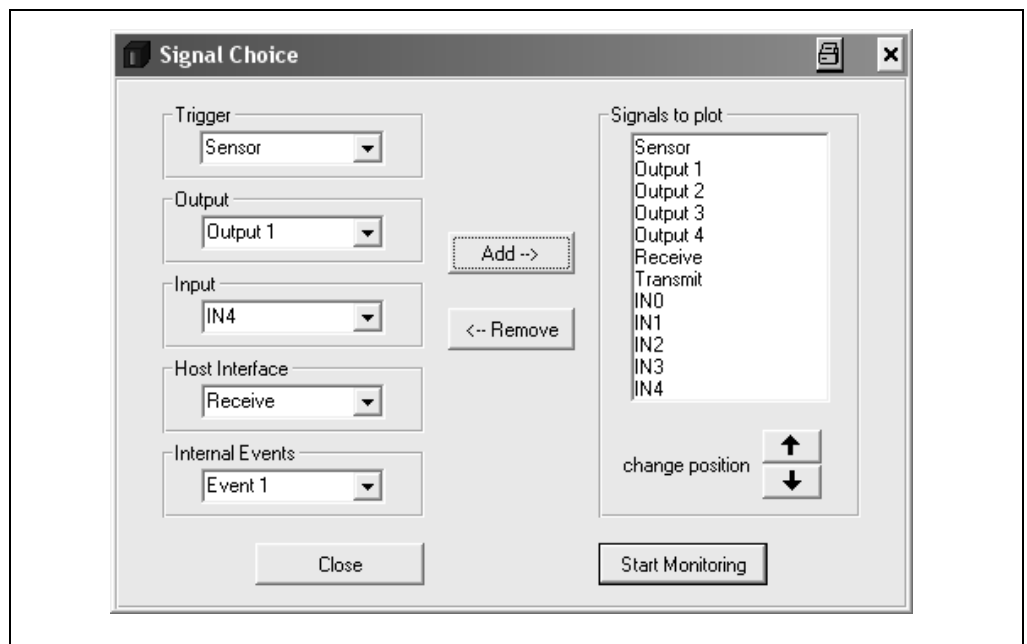 Signal Choice
Trigger
Sensor
Output
Output 1
Input
IN4
Host Interface
Receive
Internal Events
Event 1
Add -->
<-- Remove
Signals to plot
Sensor
Output 1
Output 2
Output 3
Output 4
Receive
Transmit
IN0
IN1
IN2
IN3
IN4
change position
Close
Start Monitoring